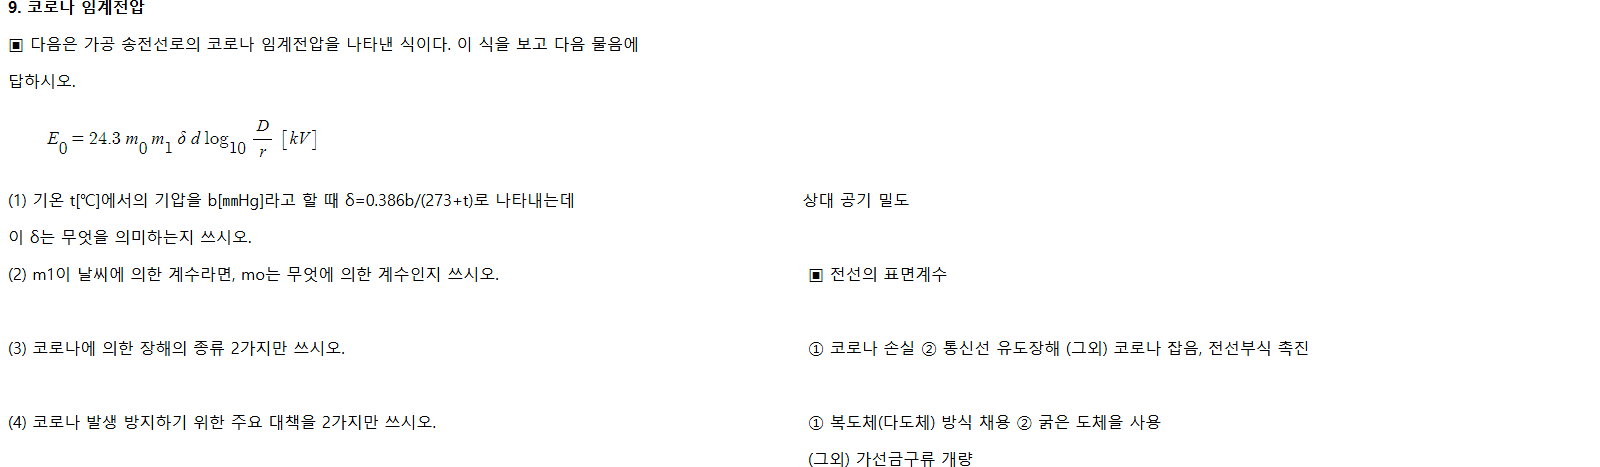 9. 코로나 임계전압
▣ 다음은 가공 송전선로의 코로나 임계전압을 나타낸 식이다. 이 식을 보고 다음 물음에
답하시오.
E₀ = 24.3 m₀ m₁ δ d log₁₀ D/r [kV]
(1) 기온 t[℃]에서의 기압을 b[㎜Hg]라고 할 때 δ=0.386b/(273+t)로 나타내는데 상대 공기 밀도
이 δ는 무엇을 의미하는지 쓰시오.
(2) m1이 날씨에 의한 계수라면, mo는 무엇에 의한 계수인지 쓰시오. ▣ 전선의 표면계수
(3) 코로나에 의한 장해의 종류 2가지만 쓰시오. ① 코로나 손실 ② 통신선 유도장해 (그외) 코로나 잡음, 전선부식 촉진
(4) 코로나 발생 방지하기 위한 주요 대책을 2가지만 쓰시오. ① 복도체(다도체) 방식 채용 ② 굵은 도체을 사용
(그외) 가선금구류 개량